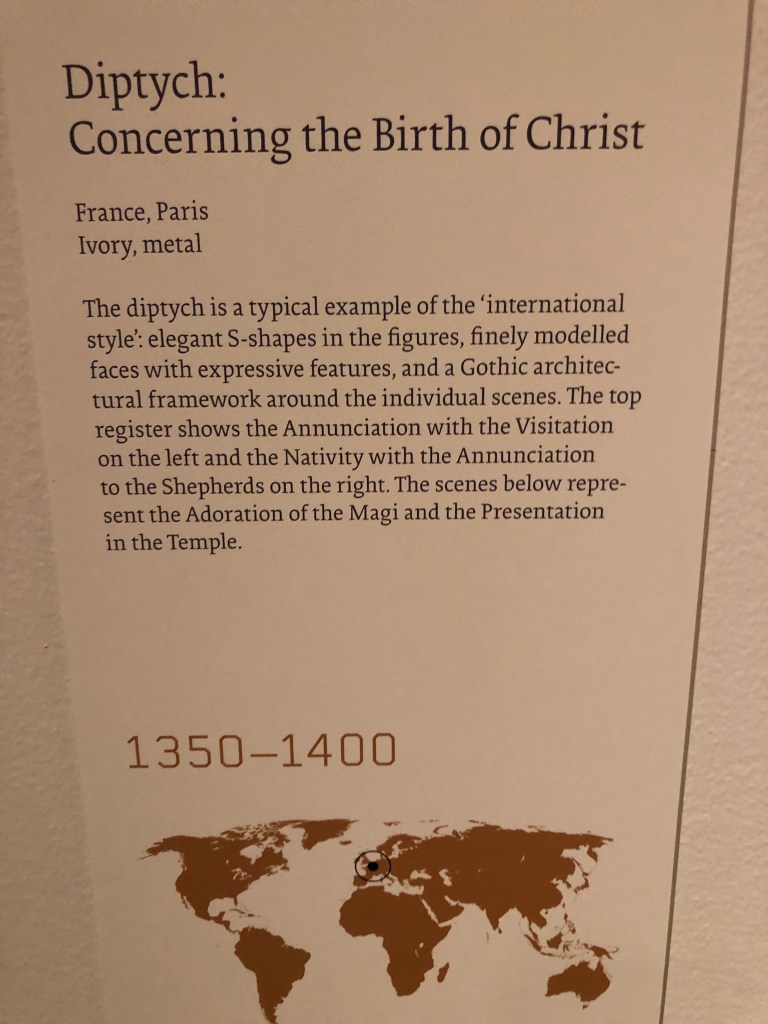 Diptych:
Concerning the Birth of Christ
France, Paris
Ivory, metal
The diptych is a typical example of the ‘international
style’: elegant S-shapes in the figures, finely modelled
faces with expressive features, and a Gothic architec-
tural framework around the individual scenes. The top
register shows the Annunciation with the Visitation
on the left and the Nativity with the Annunciation
to the Shepherds on the right. The scenes below repre-
sent the Adoration of the Magi and the Presentation
in the Temple.
1350–1400